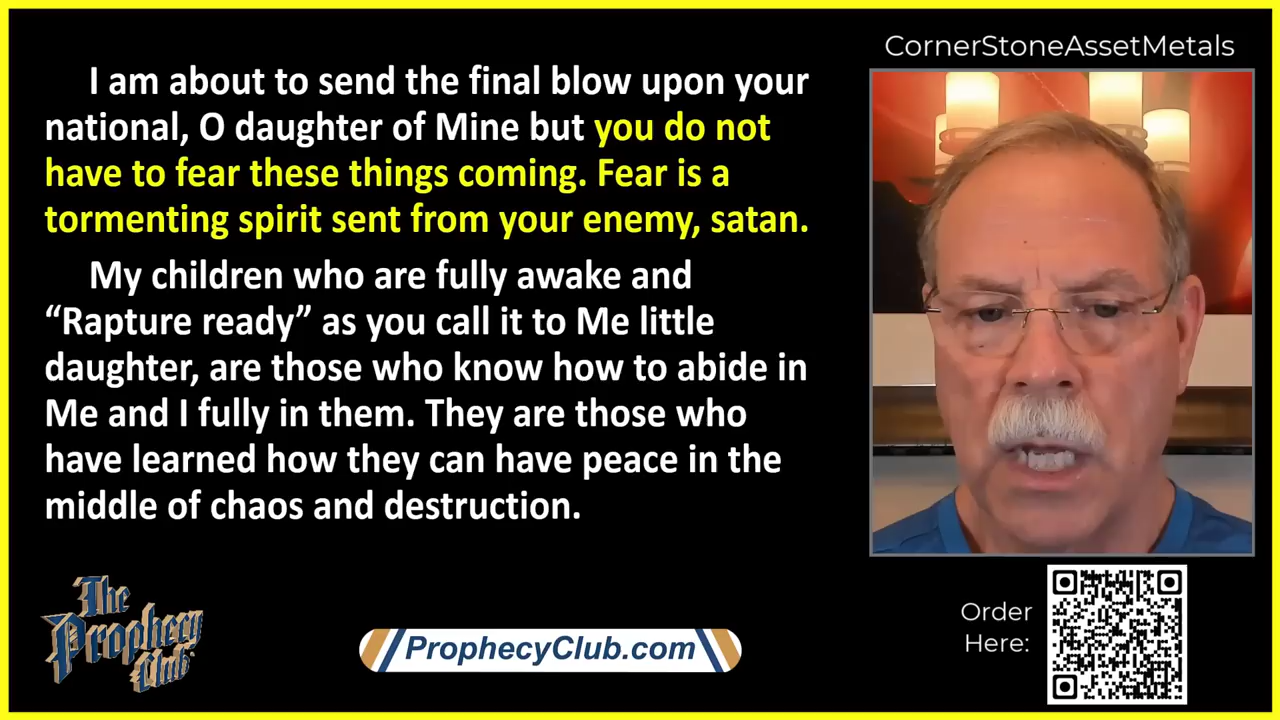 I am about to send the final blow upon your
national, O daughter of Mine but you do not
have to fear these things coming. Fear is a
tormenting spirit sent from your enemy, satan.
My children who are fully awake and
“Rapture ready” as you call it to Me little
daughter, are those who know how to abide in
Me and I fully in them. They are those who
have learned how they can have peace in the
middle of chaos and destruction.
The
Prophecy
Club
ProphecyClub.com
CornerStoneAssetMetals
Order
Here: